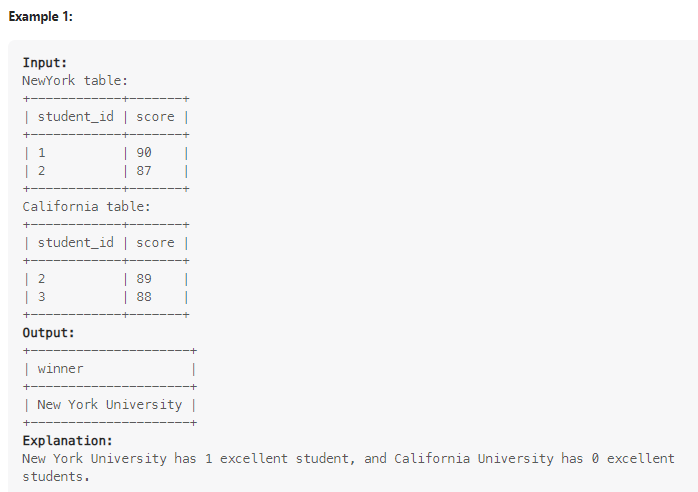 Example 1:
Input:
NewYork table:
+------------+-------+
| student_id | score |
+------------+-------+
| 1          | 90    |
| 2          | 87    |
+------------+-------+
California table:
+------------+-------+
| student_id | score |
+------------+-------+
| 2          | 89    |
| 3          | 88    |
+------------+-------+
Output:
+---------------------+
| winner              |
+---------------------+
| New York University |
+---------------------+
Explanation:
New York University has 1 excellent student, and California University has 0 excellent
students.